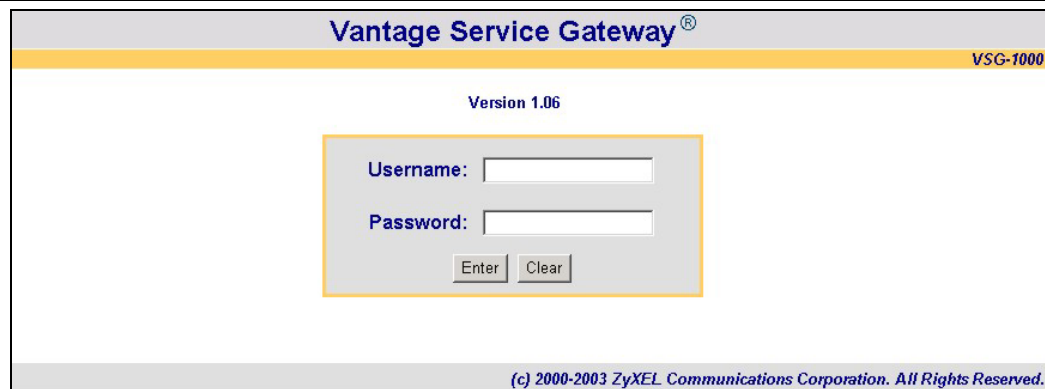 Vantage Service Gateway®
VSG-1000
Version 1.06
Username:
Password:
Enter Clear
(c) 2000-2003 ZyXEL Communications Corporation. All Rights Reserved.